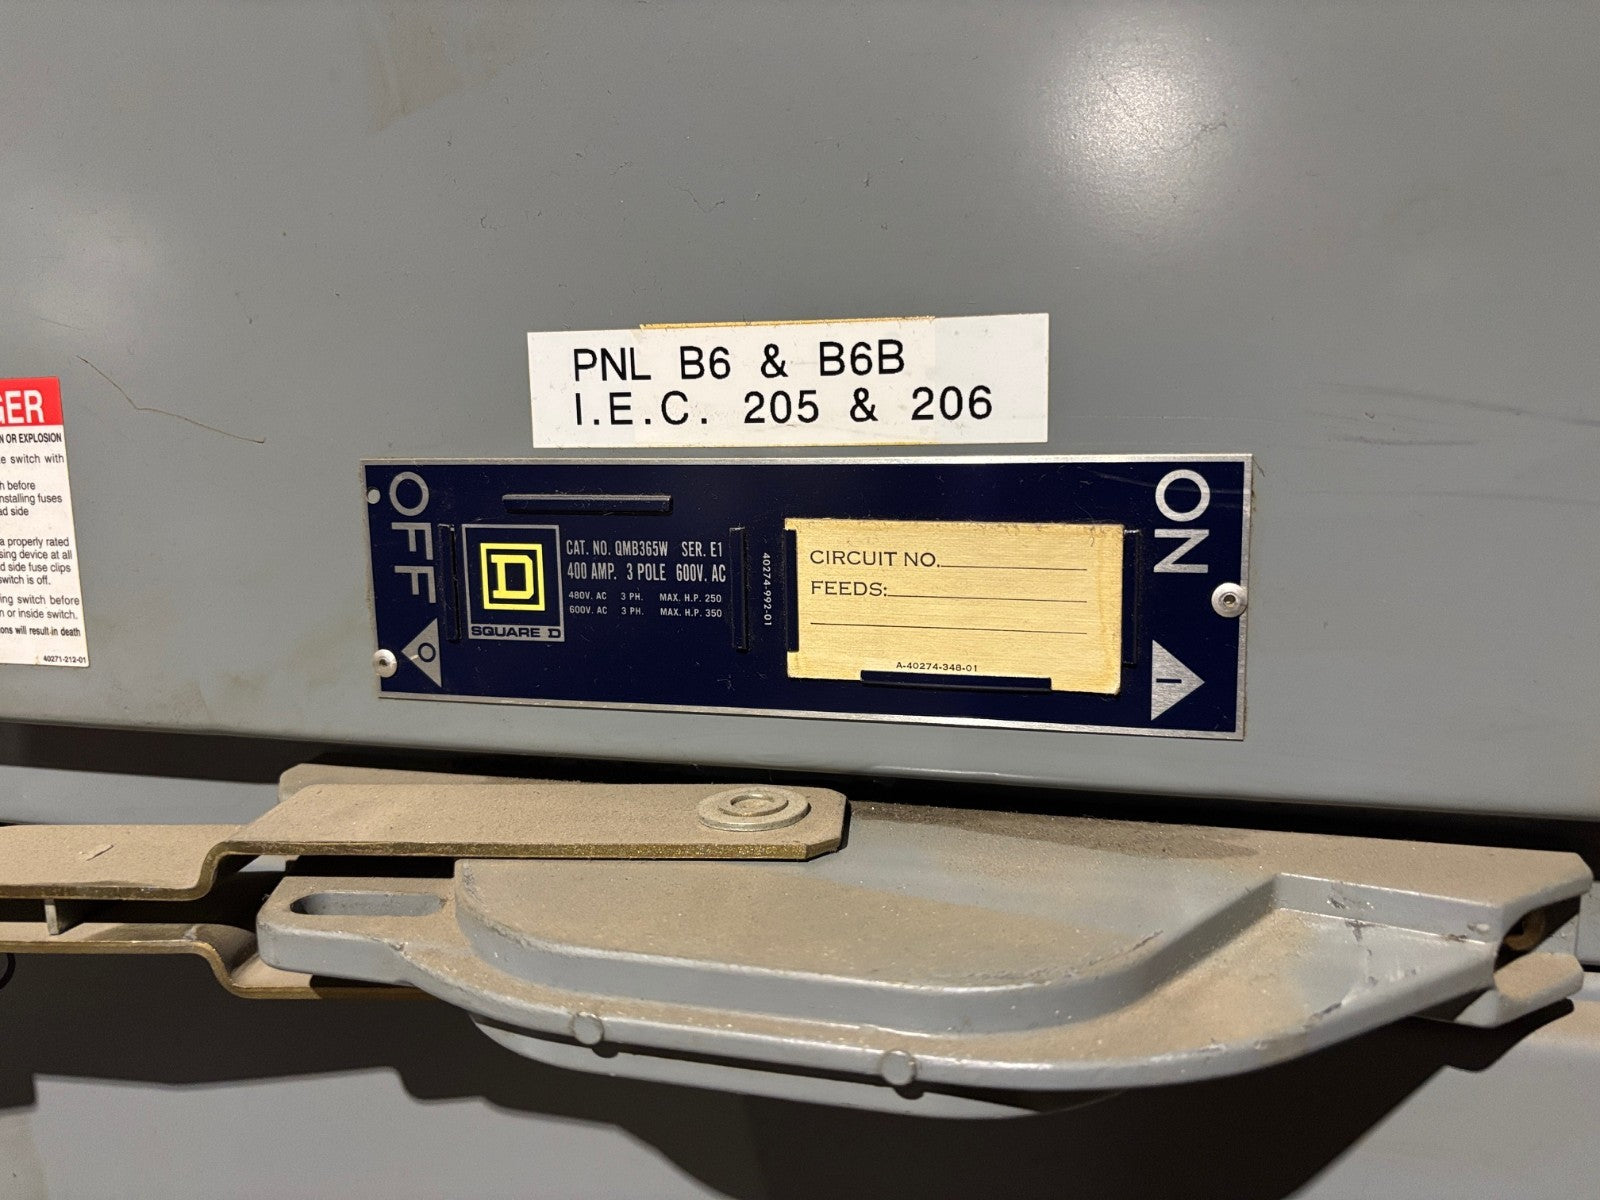 PNL B6 & B6B
I.E.C. 205 & 206
GER
N OR EXPLOSION
e switch with
h before
nstalling fuses
ad side
a properly rated
sing device at all
d side fuse clips
switch is off.
ing switch before
n or inside switch.
ons will result in death
40271-212-01
OFF
O
D
SQUARE D
CAT. NO. QMB365W SER. E1
400 AMP. 3 POLE 600V. AC
480V. AC 3 PH. MAX. H.P. 250
600V. AC 3 PH. MAX. H.P. 350
40274-992-01
CIRCUIT NO.
FEEDS:
A-40274-348-01
ON
I